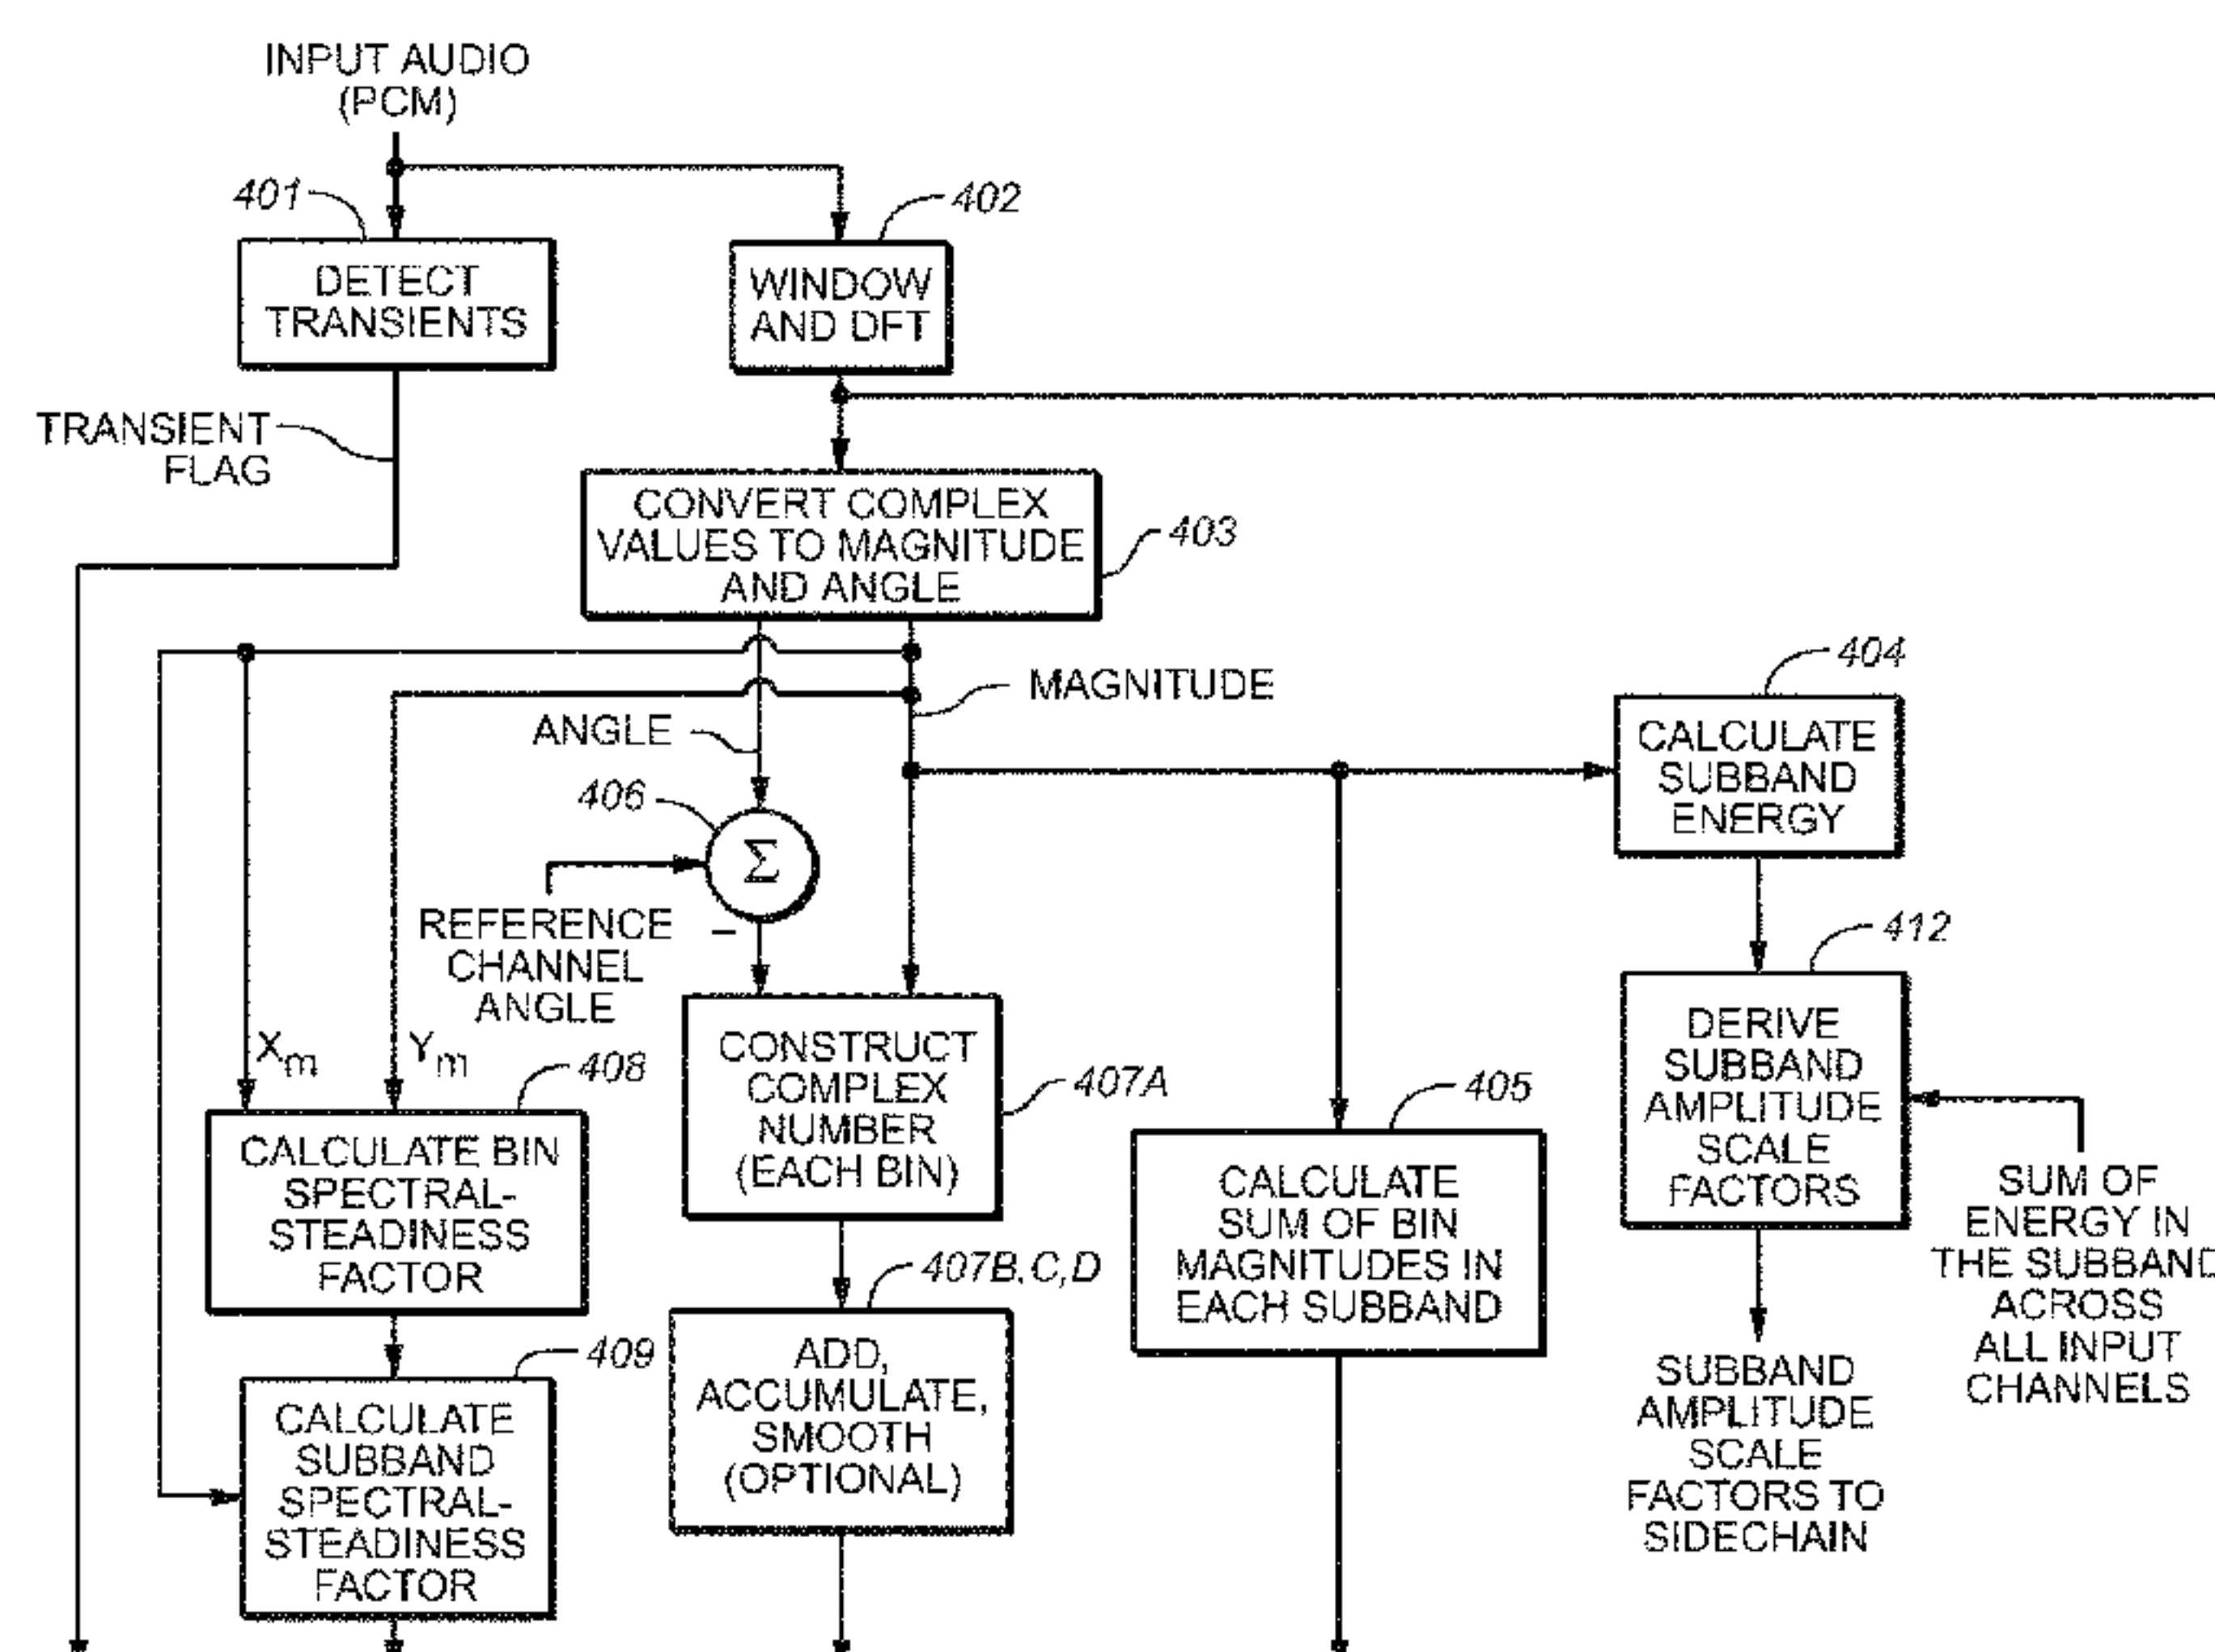 INPUT AUDIO
(PCM)
401
402
DETECT
TRANSIENTS
WINDOW
AND DFT
TRANSIENT
FLAG
CONVERT COMPLEX
VALUES TO MAGNITUDE
AND ANGLE
403
MAGNITUDE
ANGLE
404
CALCULATE
SUBBAND
ENERGY
406
Σ
REFERENCE
CHANNEL
ANGLE
–
412
DERIVE
SUBBAND
AMPLITUDE
SCALE
FACTORS
Xm
Ym
408
CONSTRUCT
COMPLEX
NUMBER
(EACH BIN)
407A
405
CALCULATE BIN
SPECTRAL-
STEADINESS
FACTOR
CALCULATE
SUM OF BIN
MAGNITUDES IN
EACH SUBBAND
SUM OF
ENERGY IN
THE SUBBAND
ACROSS
ALL INPUT
CHANNELS
407B,C,D
409
ADD,
ACCUMULATE,
SMOOTH
(OPTIONAL)
CALCULATE
SUBBAND
SPECTRAL-
STEADINESS
FACTOR
SUBBAND
AMPLITUDE
SCALE
FACTORS TO
SIDECHAIN